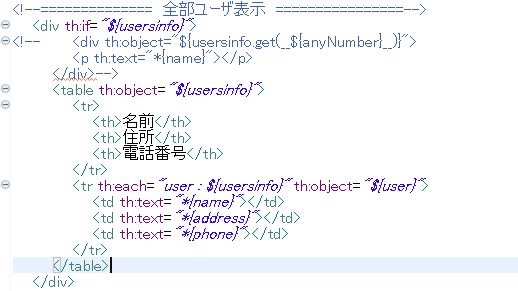 <!--============= 全部ユーザ表示 ===============-->
<div th:if="${usersinfo}">
<!-- <div th:object="${usersinfo.get(__${anyNumber}__)}">
<p th:text="*{name}"></p>
</div>-->
<table th:object="${usersinfo}">
<tr>
<th>名前</th>
<th>住所</th>
<th>電話番号</th>
</tr>
<tr th:each="user : ${usersinfo}" th:object="${user}">
<td th:text="*{name}"></td>
<td th:text="*{address}"></td>
<td th:text="*{phone}"></td>
</tr>
</table>
</div>